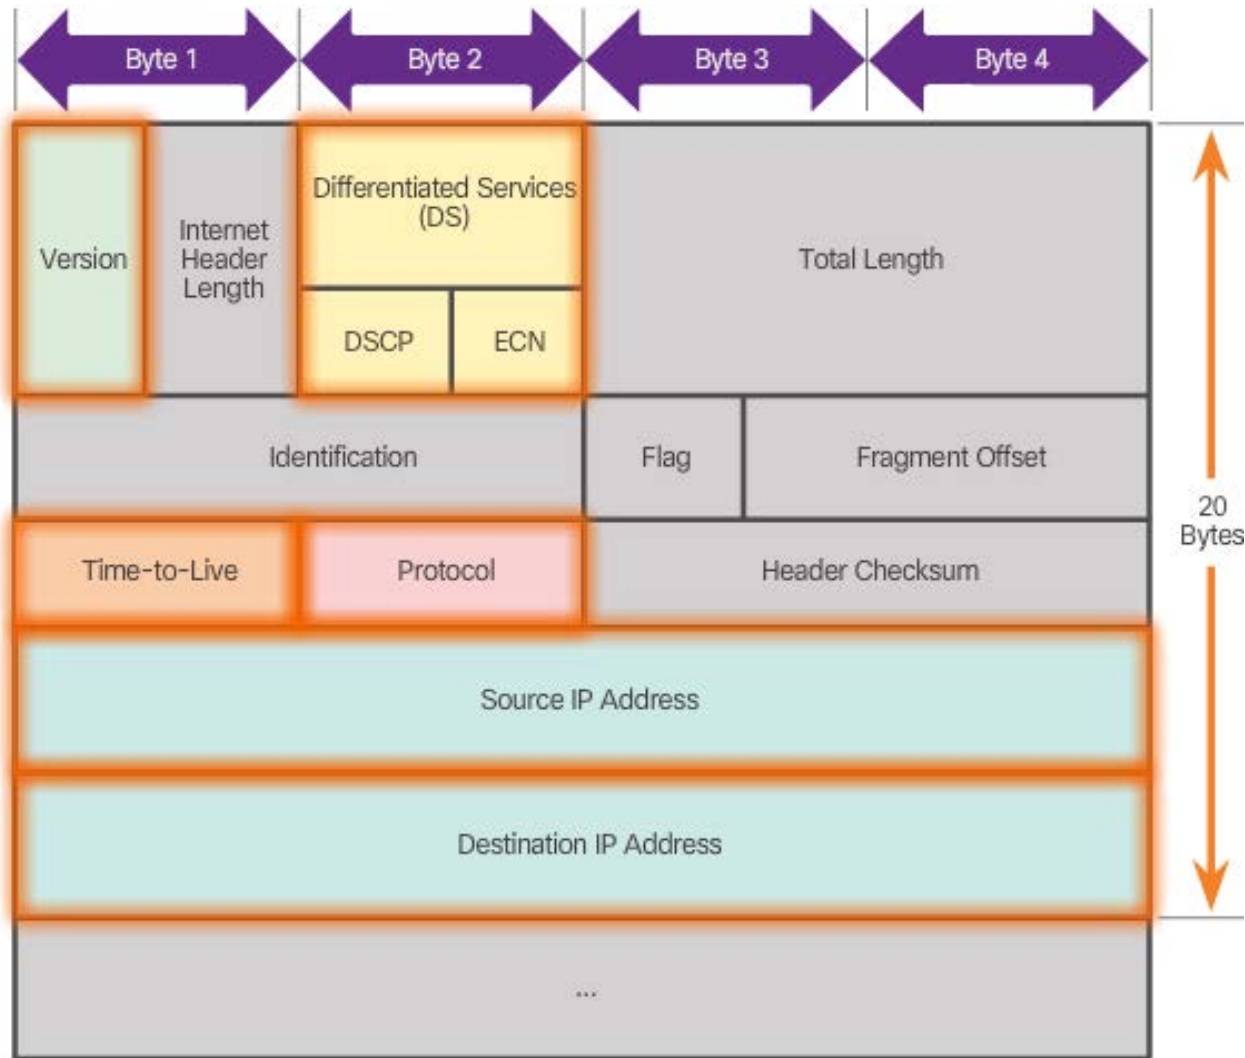 Byte 1
Byte 2
Byte 3
Byte 4
Version
Internet
Header
Length
Differentiated Services
(DS)
DSCP
ECN
Total Length
Identification
Flag
Fragment Offset
20
Bytes
Time-to-Live
Protocol
Header Checksum
Source IP Address
Destination IP Address
...